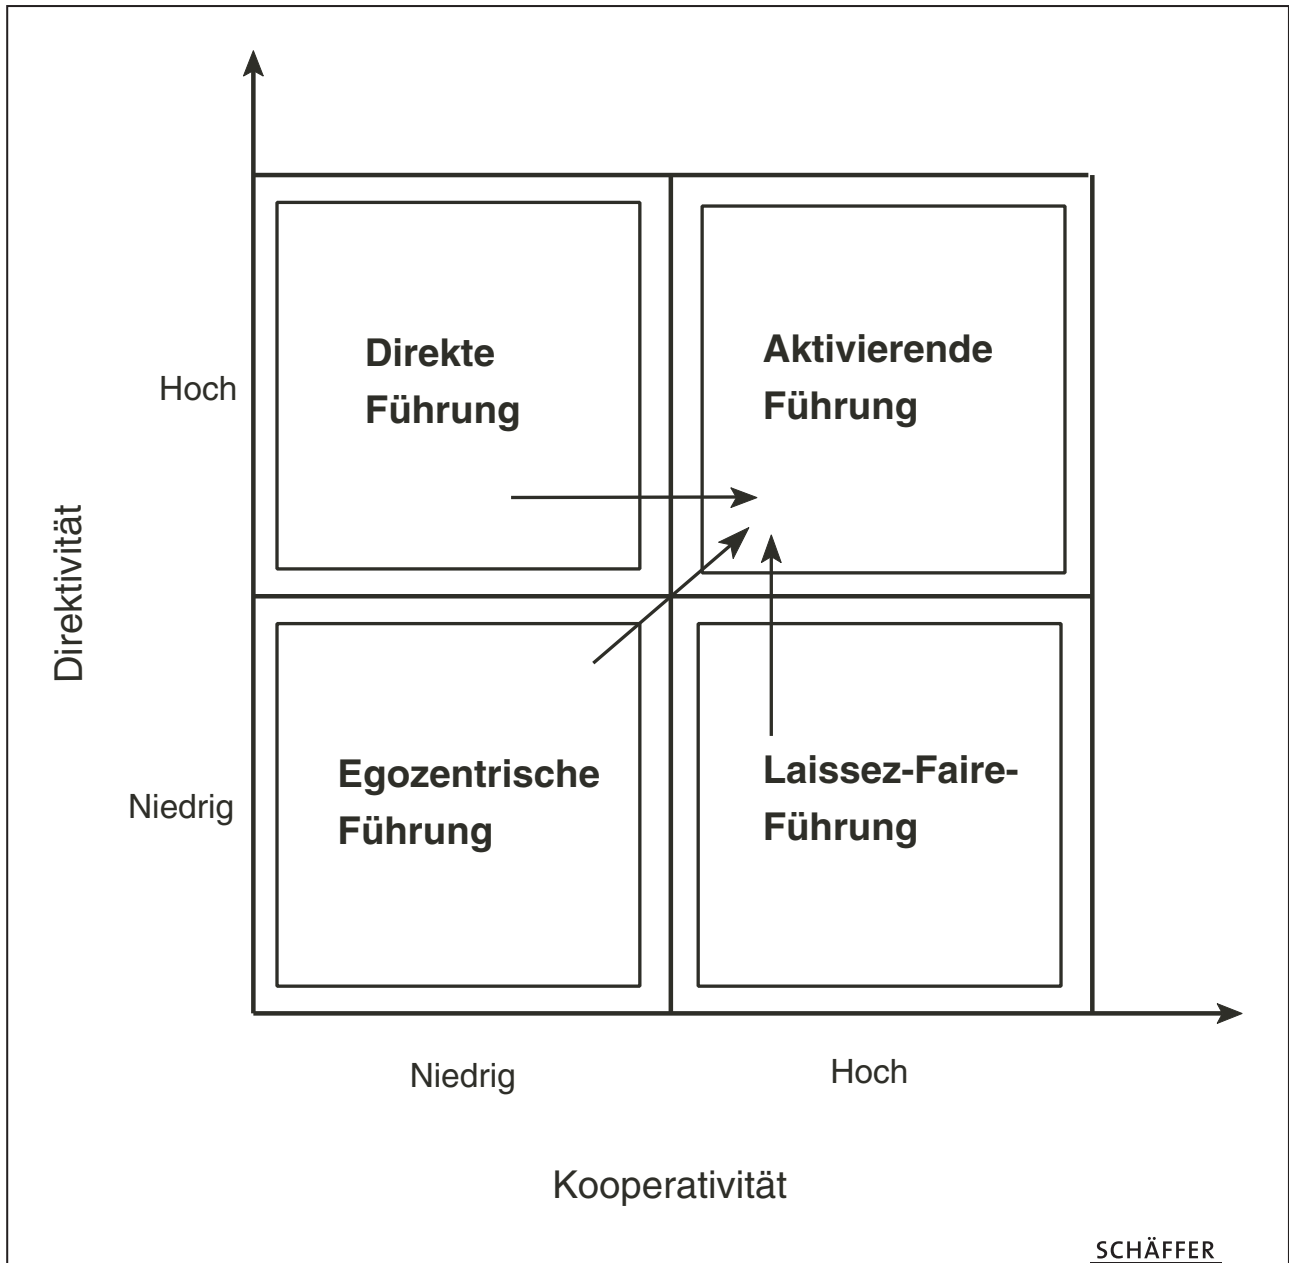 Direkte
Führung
Aktivierende
Führung
Hoch
Direktivität
Egozentrische
Führung
Laissez-Faire-
Führung
Niedrig
Niedrig
Hoch
Kooperativität
SCHÄFFER